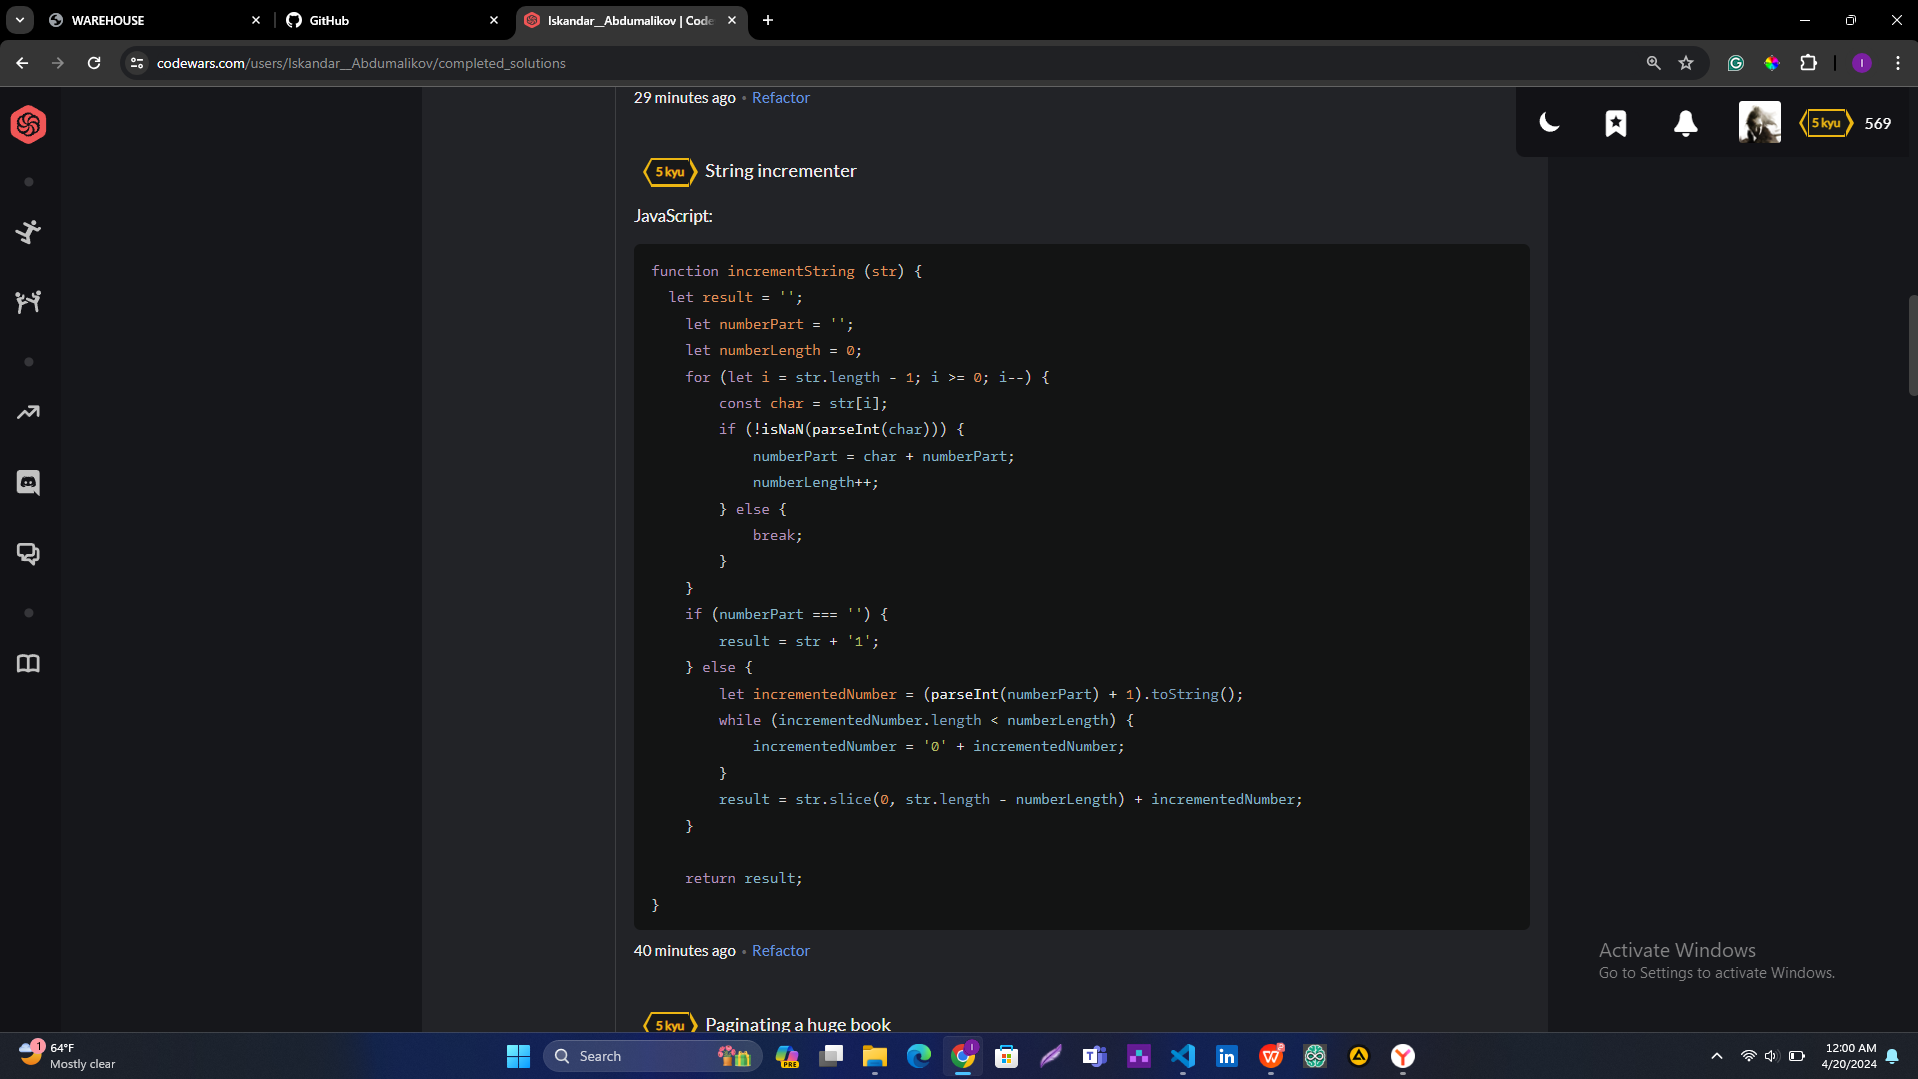 WAREHOUSE
GitHub
Iskandar__Abdumalikov | Code
codewars.com/users/Iskandar__Abdumalikov/completed_solutions
I
29 minutes ago • Refactor
5 kyu
569
5 kyu String incrementer
JavaScript:
function incrementString (str) {
let result = '';
let numberPart = '';
let numberLength = 0;
for (let i = str.length - 1; i >= 0; i--) {
const char = str[i];
if (!isNaN(parseInt(char))) {
numberPart = char + numberPart;
numberLength++;
} else {
break;
}
}
if (numberPart === '') {
result = str + '1';
} else {
let incrementedNumber = (parseInt(numberPart) + 1).toString();
while (incrementedNumber.length < numberLength) {
incrementedNumber = '0' + incrementedNumber;
}
result = str.slice(0, str.length - numberLength) + incrementedNumber;
}
return result;
}
40 minutes ago • Refactor
Activate Windows
Go to Settings to activate Windows.
5 kyu Paginating a huge book
1
64°F
Mostly clear
Search
PRE
12:00 AM
4/20/2024